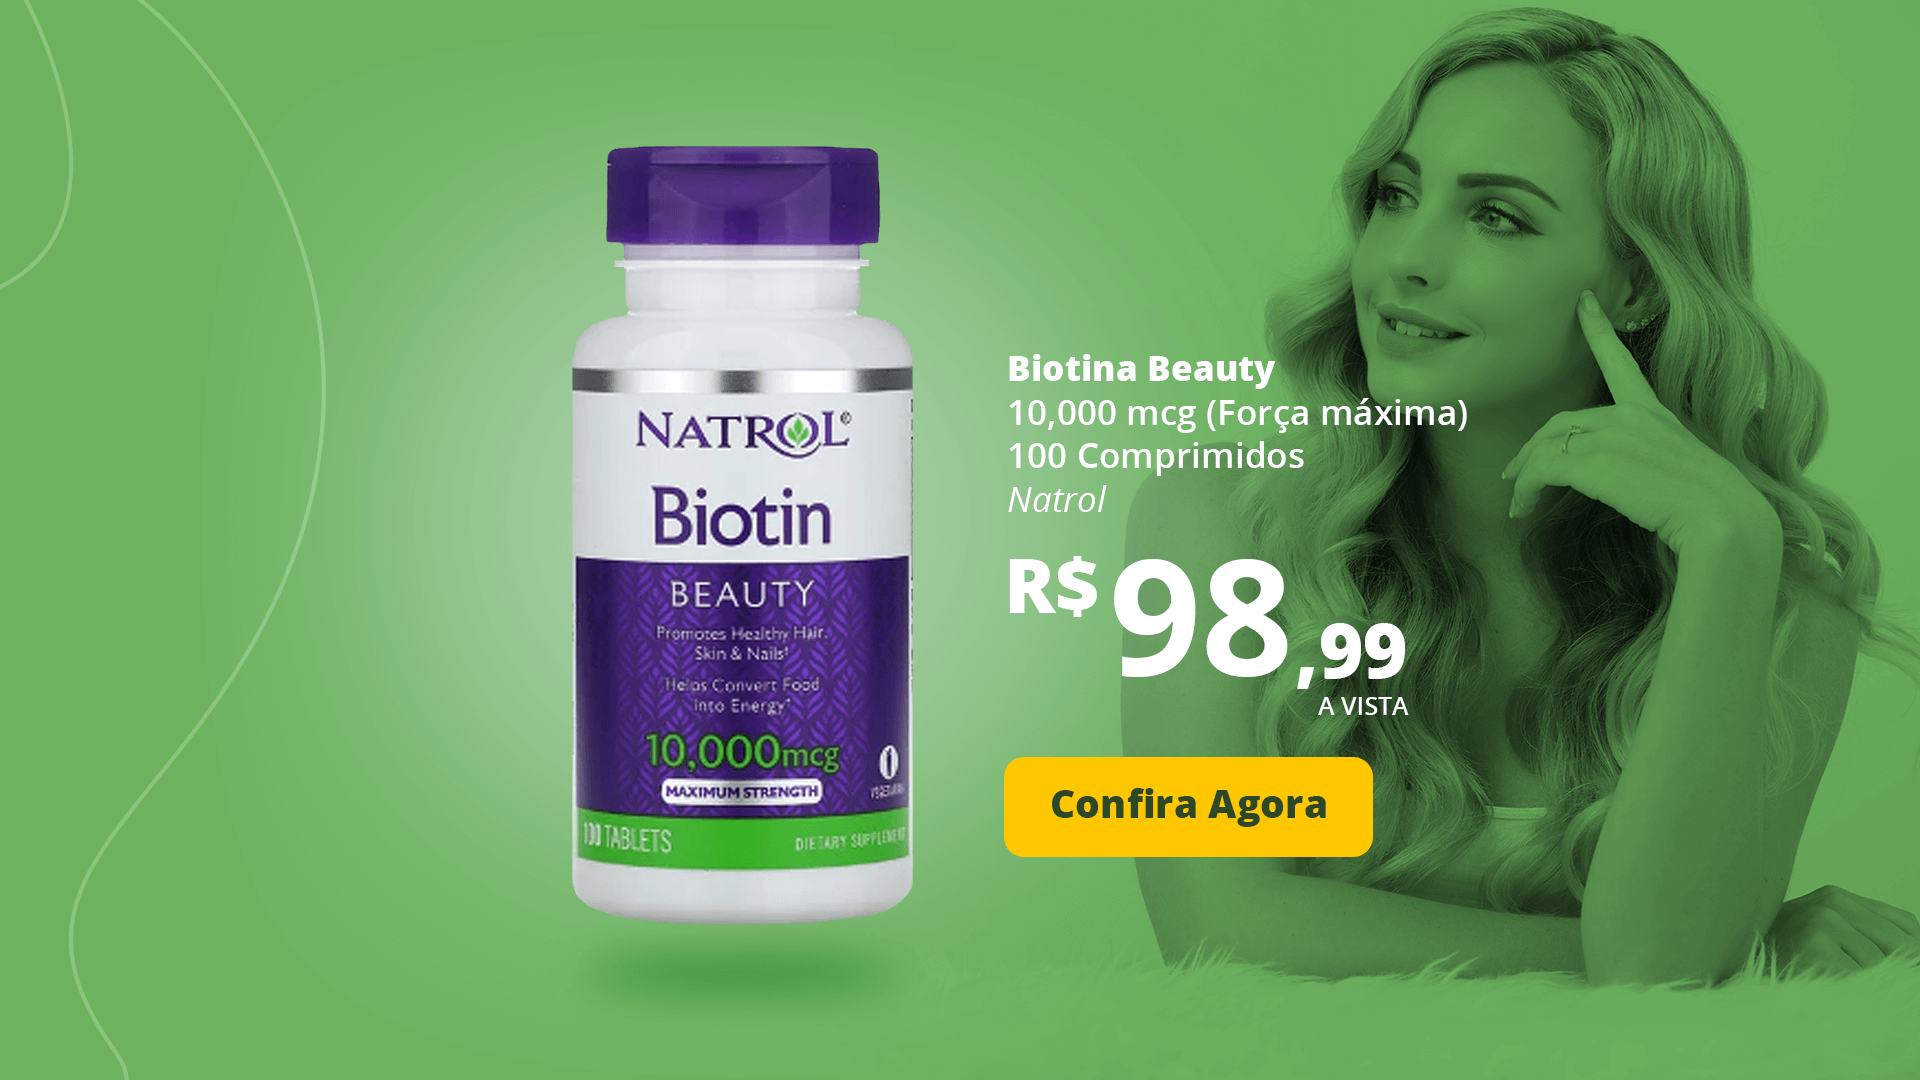 NATROL®
Biotin
BEAUTY
Promotes Healthy Hair,
Skin & Nails†
Helps Convert Food
into Energy†
10,000mcg
MAXIMUM STRENGTH
VEGETARIAN
100 TABLETS
DIETARY SUPPLEMENT
Biotina Beauty
10,000 mcg (Força máxima)
100 Comprimidos
Natrol
R$98,99
A VISTA
Confira Agora